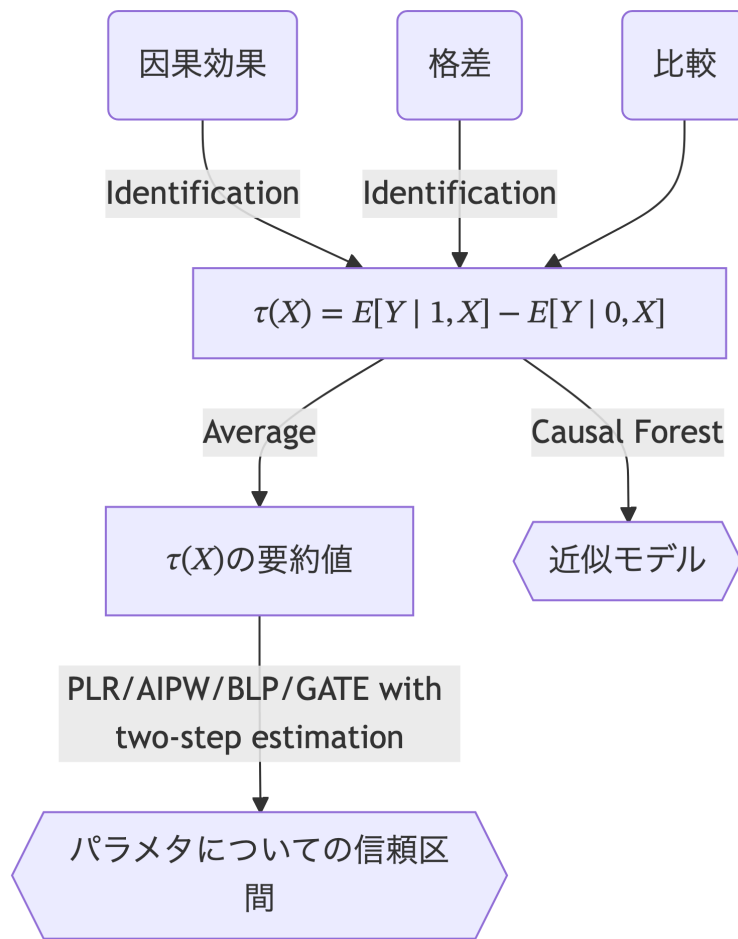 因果効果
格差
比較
Identification
Identification
τ(X) = E[Y | 1, X] − E[Y | 0, X]
Average
Causal Forest
τ(X)の要約値
近似モデル
PLR/AIPW/BLP/GATE with
two-step estimation
パラメタについての信頼区
間